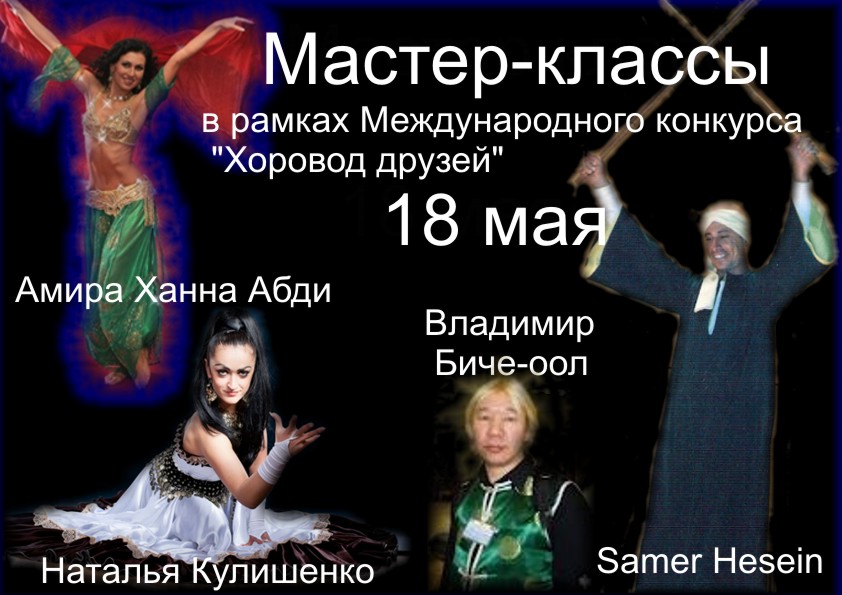 Мастер-классы
в рамках Международного конкурса
"Хоровод друзей"
18 мая
Амира Ханна Абди
Владимир
Биче-оол
Наталья Кулишенко
Samer Hesein